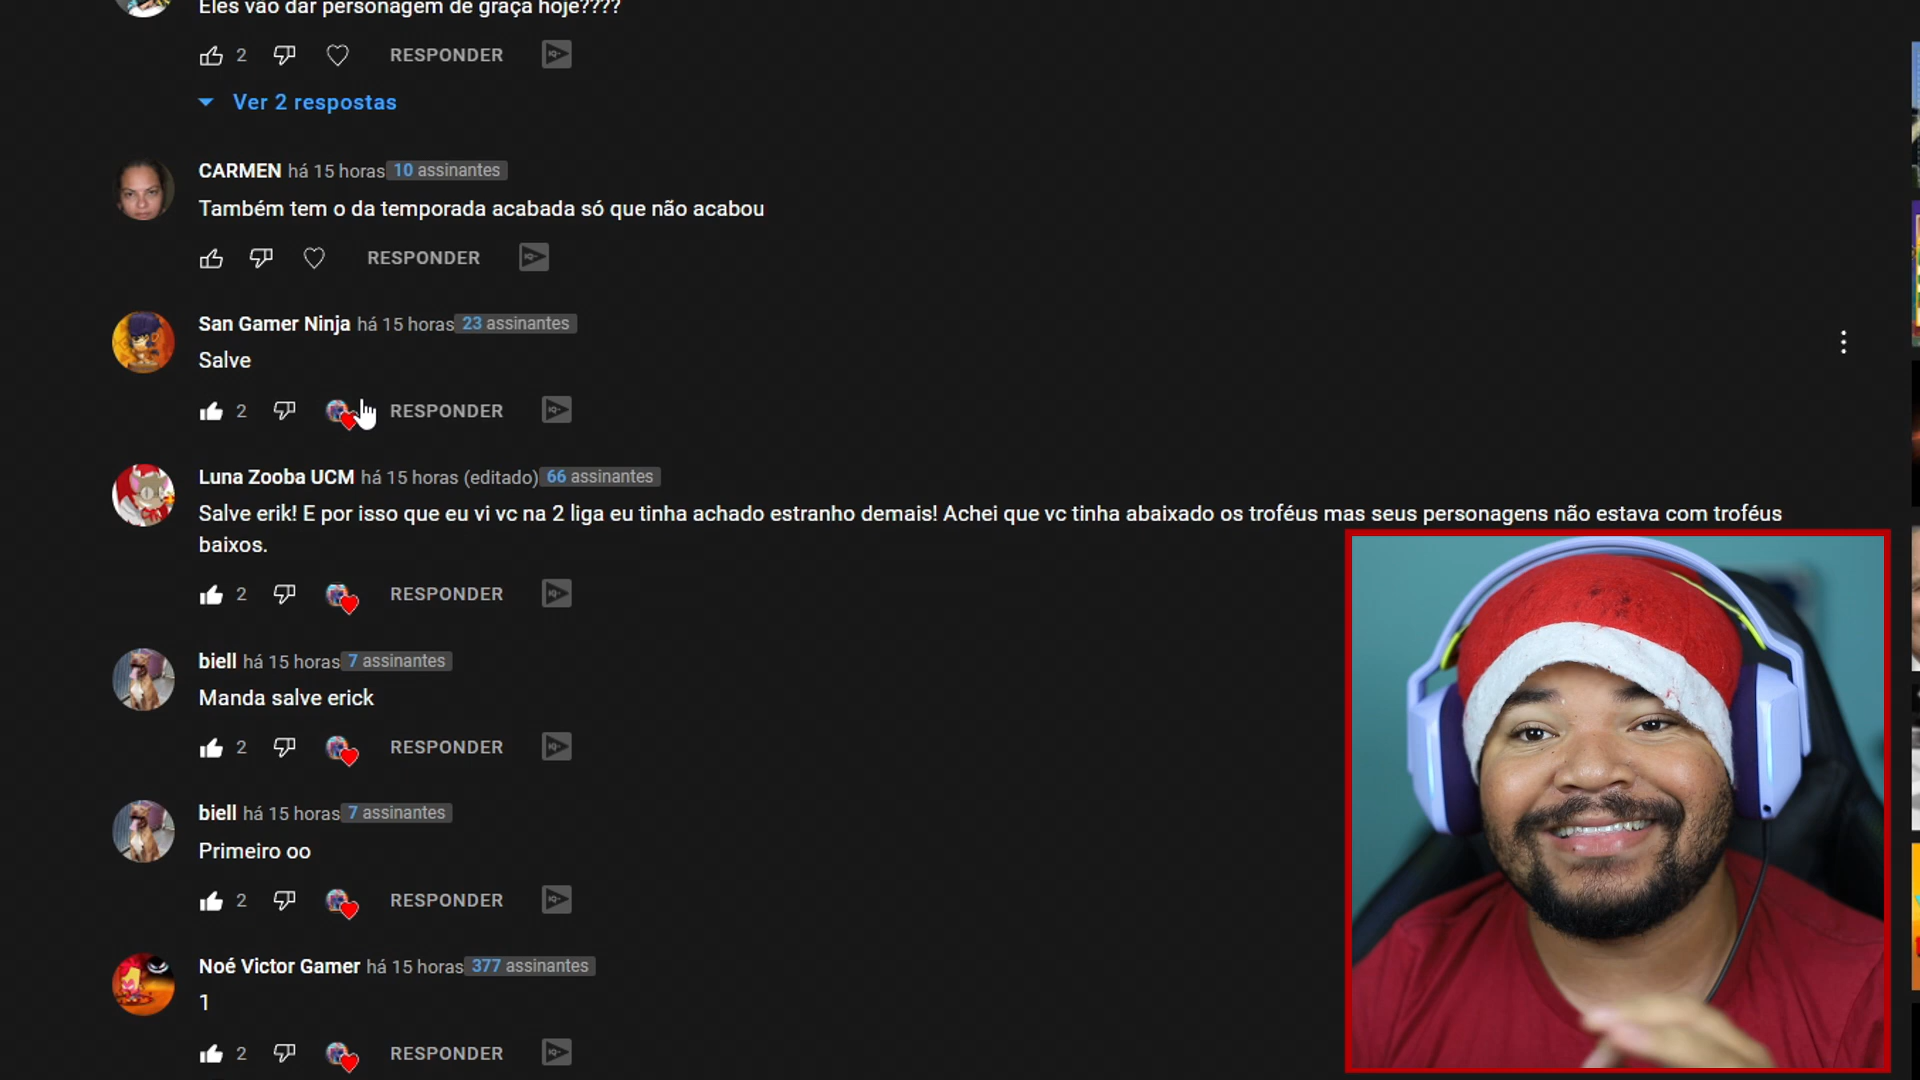 Eles vão dar personagem de graça hoje????
2 RESPONDER
Ver 2 respostas
CARMEN há 15 horas 10 assinantes
Também tem o da temporada acabada só que não acabou
RESPONDER
San Gamer Ninja há 15 horas 23 assinantes
Salve
2 RESPONDER
Luna Zooba UCM há 15 horas (editado) 66 assinantes
Salve erik! E por isso que eu vi vc na 2 liga eu tinha achado estranho demais! Achei que vc tinha abaixado os troféus mas seus personagens não estava com troféus
baixos.
2 RESPONDER
biell há 15 horas 7 assinantes
Manda salve erick
2 RESPONDER
biell há 15 horas 7 assinantes
Primeiro oo
2 RESPONDER
Noé Victor Gamer há 15 horas 377 assinantes
1
2 RESPONDER